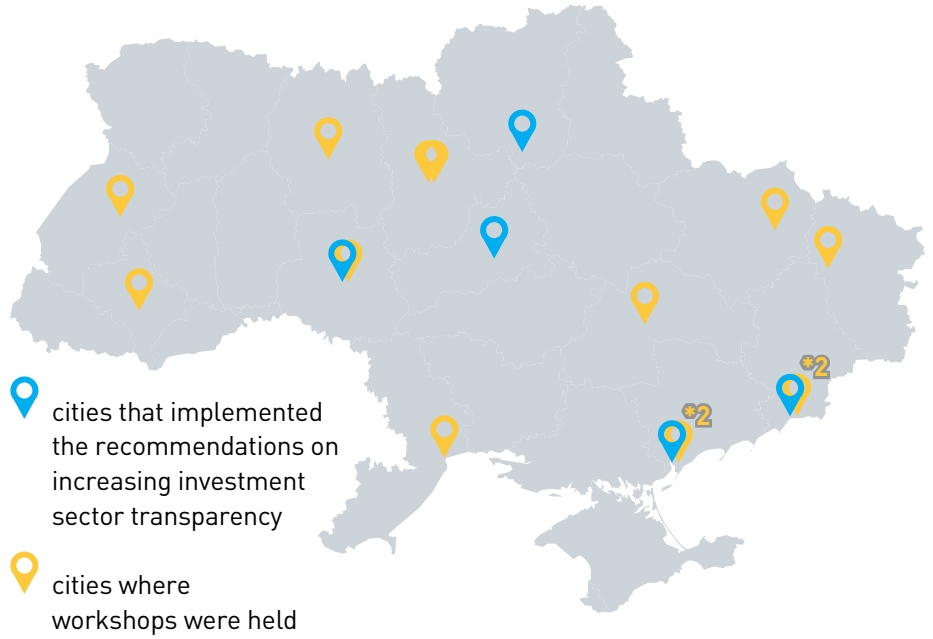 *2
*2
cities that implemented
the recommendations on
increasing investment
sector transparency
cities where
workshops were held